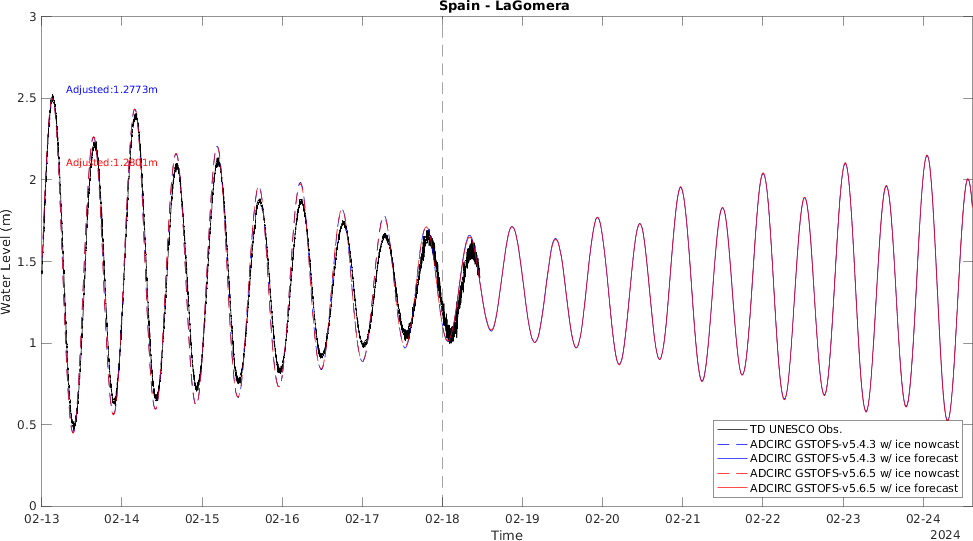 Spain - LaGomera
3
2.5
2
1.5
1
0.5
0
Water Level (m)
Adjusted:1.2773m
Adjusted:1.2801m
TD UNESCO Obs.
ADCIRC GSTOFS-v5.4.3 w/ ice nowcast
ADCIRC GSTOFS-v5.4.3 w/ ice forecast
ADCIRC GSTOFS-v5.6.5 w/ ice nowcast
ADCIRC GSTOFS-v5.6.5 w/ ice forecast
02-13 02-14 02-15 02-16 02-17 02-18 02-19 02-20 02-21 02-22 02-23 02-24
Time
2024